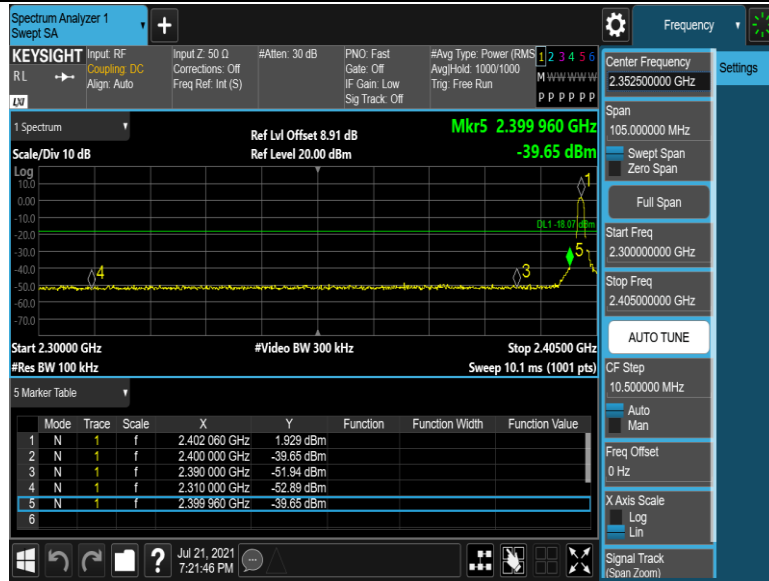 Spectrum Analyzer 1
Swept SA
+
Frequency
KEYSIGHT
RL
LXI
Input: RF
Coupling: DC
Align: Auto
Input Z: 50 Ω
Corrections: Off
Freq Ref: Int (S)
#Atten: 30 dB
PNO: Fast
Gate: Off
IF Gain: Low
Sig Track: Off
#Avg Type: Power (RMS
Avg|Hold: 1000/1000
Trig: Free Run
1 2 3 4 5 6
M W W W W W
P P P P P P
1 Spectrum
Scale/Div 10 dB
Ref Lvl Offset 8.91 dB
Ref Level 20.00 dBm
Mkr5 2.399 960 GHz
-39.65 dBm
Log
10.0
0.00
-10.0
-20.0
-30.0
-40.0
-50.0
-60.0
-70.0
DL1 -18.07 dBm
1
5
3
4
Start 2.30000 GHz
#Video BW 300 kHz
Stop 2.40500 GHz
#Res BW 100 kHz
Sweep 10.1 ms (1001 pts)
5 Marker Table
Mode Trace Scale X Y Function Function Width Function Value
1 N 1 f 2.402 060 GHz 1.929 dBm
2 N 1 f 2.400 000 GHz -39.65 dBm
3 N 1 f 2.390 000 GHz -51.94 dBm
4 N 1 f 2.310 000 GHz -52.89 dBm
5 N 1 f 2.399 960 GHz -39.65 dBm
6
?
Jul 21, 2021
7:21:46 PM
Center Frequency
2.352500000 GHz
Settings
Span
105.000000 MHz
Swept Span
Zero Span
Full Span
Start Freq
2.300000000 GHz
Stop Freq
2.405000000 GHz
AUTO TUNE
CF Step
10.500000 MHz
Auto
Man
Freq Offset
0 Hz
X Axis Scale
Log
Lin
Signal Track
(Span Zoom)